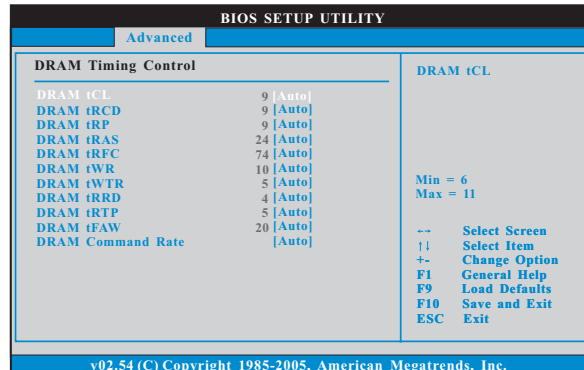 BIOS SETUP UTILITY
Advanced
DRAM Timing Control
DRAM tCL 9 [Auto]
DRAM tRCD 9 [Auto]
DRAM tRP 9 [Auto]
DRAM tRAS 24 [Auto]
DRAM tRFC 74 [Auto]
DRAM tWR 10 [Auto]
DRAM tWTR 5 [Auto]
DRAM tRRD 4 [Auto]
DRAM tRTP 5 [Auto]
DRAM tFAW 20 [Auto]
DRAM Command Rate [Auto]
DRAM tCL
Min = 6
Max = 11
←→ Select Screen
↑↓ Select Item
+- Change Option
F1 General Help
F9 Load Defaults
F10 Save and Exit
ESC Exit
v02.54 (C) Copyright 1985-2005, American Megatrends, Inc.